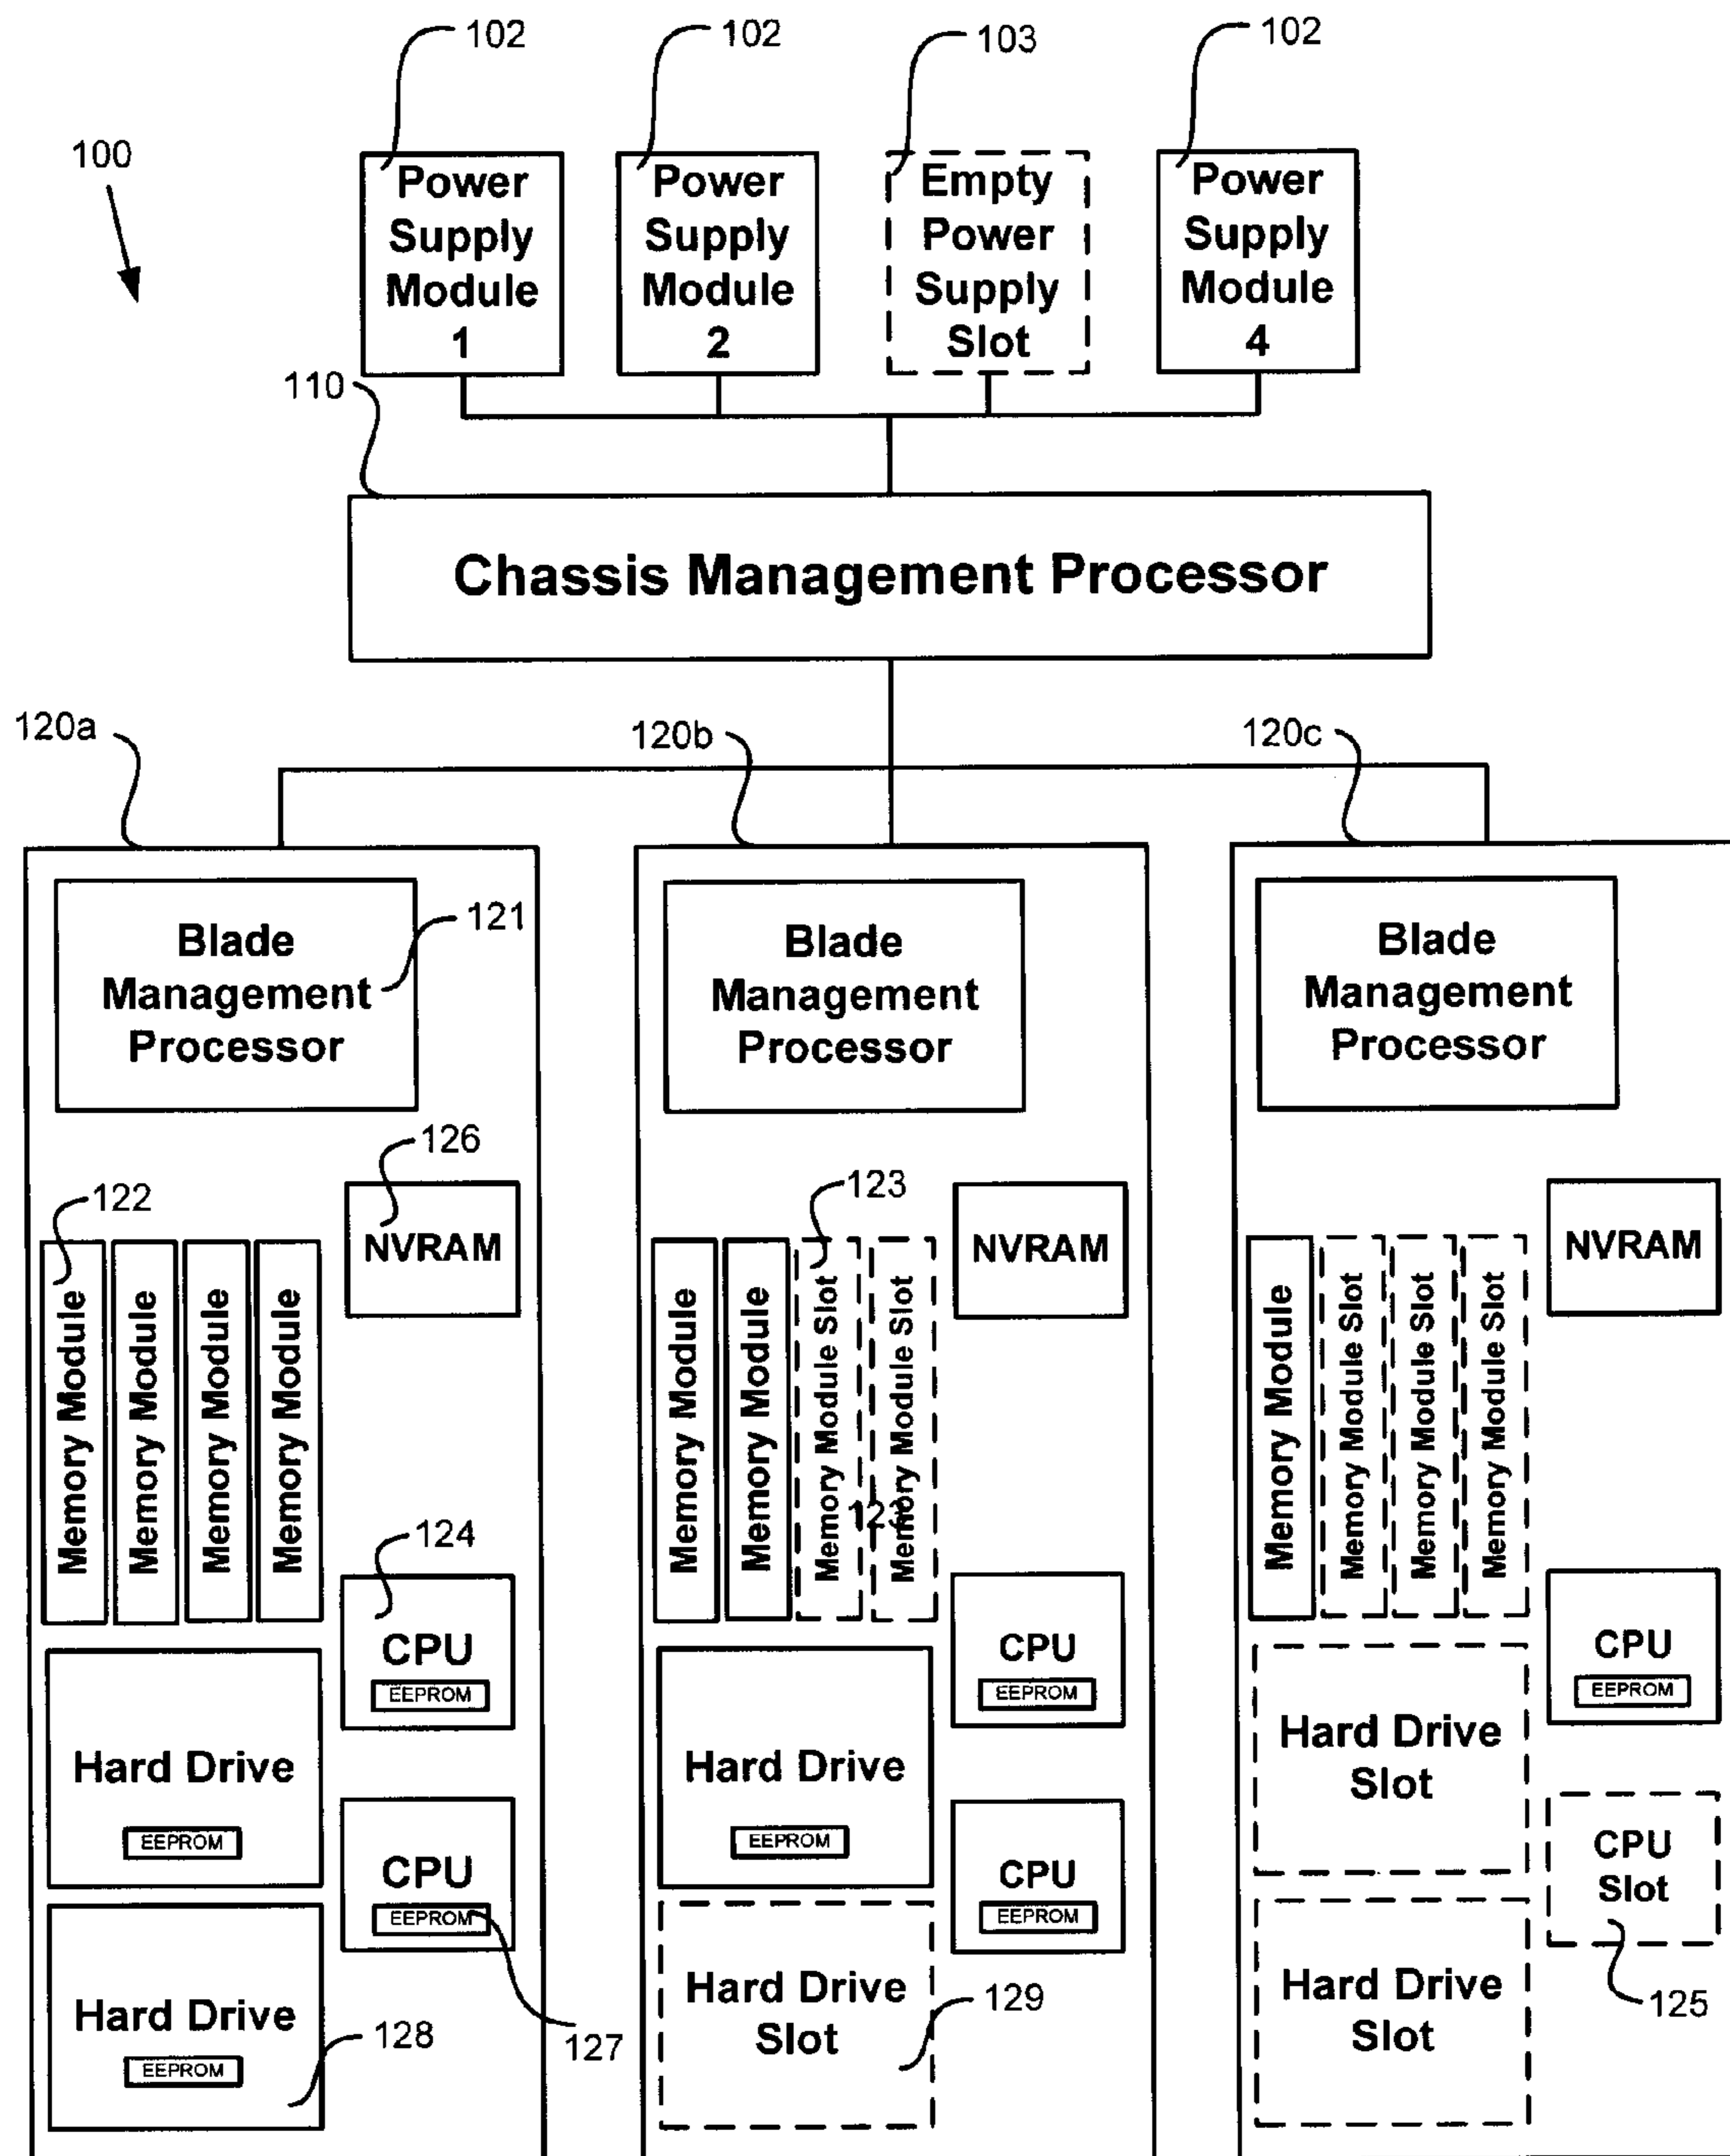 102
102
103
102
100
Power
Supply
Module
1
Power
Supply
Module
2
Empty
Power
Supply
Slot
Power
Supply
Module
4
110
Chassis Management Processor
120a
120b
120c
Blade
Management
Processor
121
Blade
Management
Processor
Blade
Management
Processor
126
122
123
NVRAM
NVRAM
NVRAM
Memory Module
Memory Module
Memory Module
Memory Module
Memory Module
Memory Module
Memory Module Slot
Memory Module Slot
123
Memory Module
Memory Module Slot
Memory Module Slot
Memory Module Slot
124
CPU
EEPROM
CPU
EEPROM
CPU
EEPROM
Hard Drive
EEPROM
Hard Drive
EEPROM
Hard Drive
Slot
CPU
EEPROM
CPU
EEPROM
CPU
Slot
125
Hard Drive
EEPROM
128
127
Hard Drive
Slot
129
Hard Drive
Slot